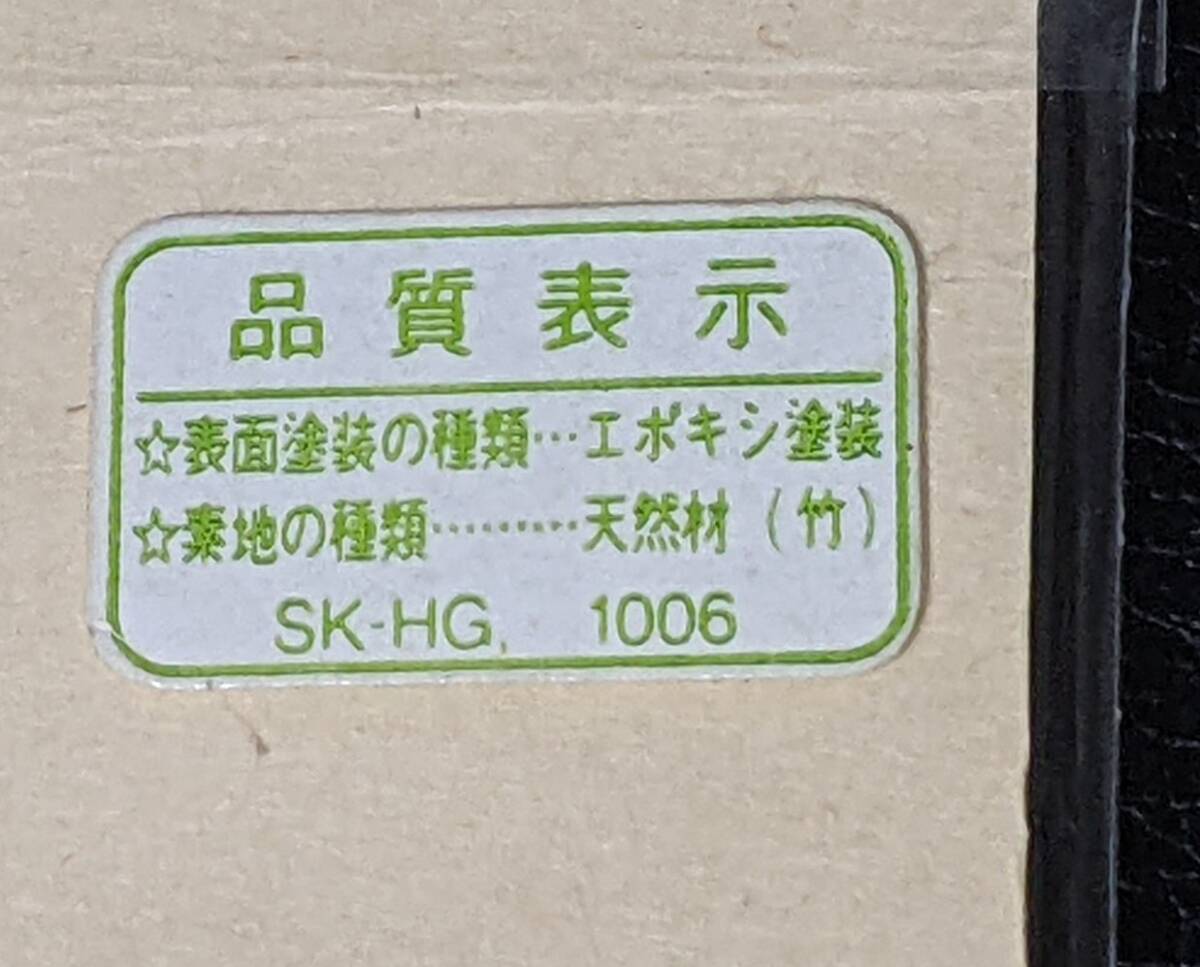 品質表示
☆表面塗装の種類…エポキシ塗装
☆素地の種類…………天然材（竹）
SK-HG 1006